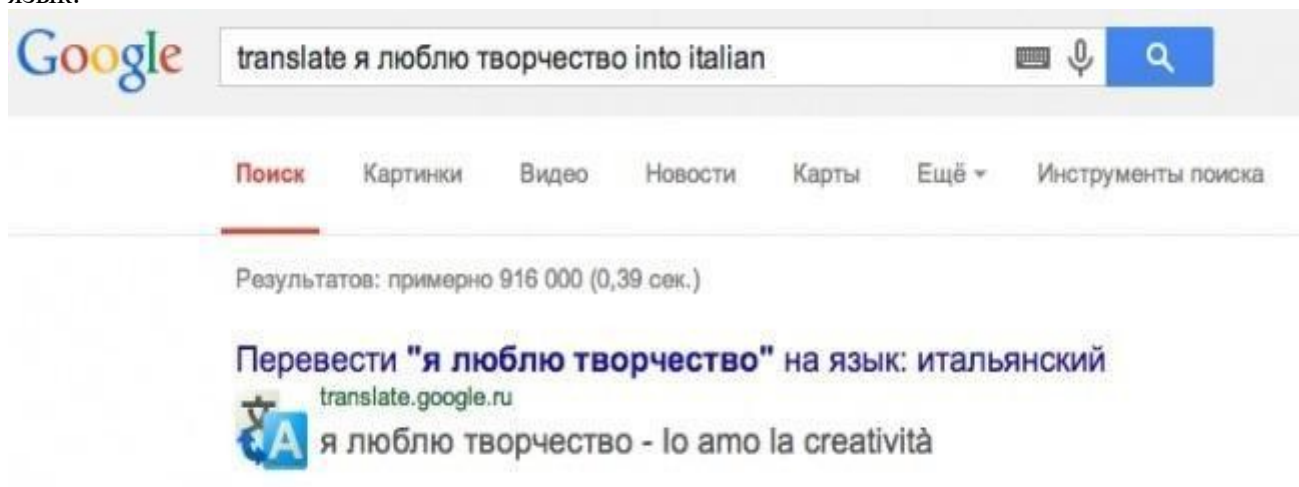 язык.
Google translate я люблю творчество into italian
Поиск Картинки Видео Новости Карты Ещё Инструменты поиска
Результатов: примерно 916 000 (0,39 сек.)
Перевести "я люблю творчество" на язык: итальянский
translate.google.ru
文 A
я люблю творчество - Io amo la creatività